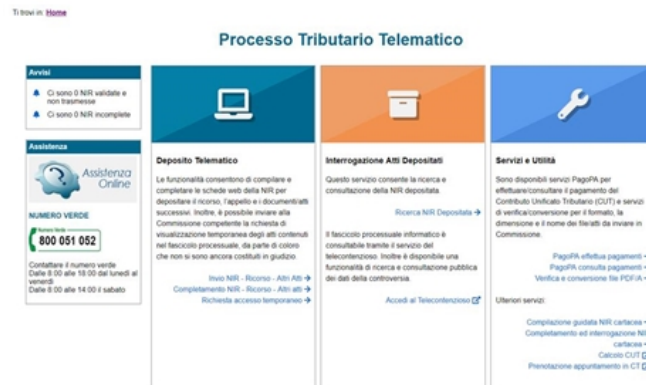 Ti trovi in: Home
Processo Tributario Telematico
Avvisi
Ci sono 0 NIR validate e
non trasmesse
Ci sono 0 NIR incomplete
Assistenza
Assistenza
Online
NUMERO VERDE
Numero Verde
800 051 052
Contattare il numero verde
Dalle 8:00 alle 18:00 dal lunedì al
venerdì
Dalle 8:00 alle 14:00 il sabato
Deposito Telematico
Le funzionalità consentono di compilare e
completare le schede web della NIR per
depositare il ricorso, l'appello e i documenti/atti
successivi. Inoltre, è possibile inviare alla
Commissione competente la richiesta di
visualizzazione temporanea degli atti contenuti
nel fascicolo processuale, da parte di coloro
che non si sono ancora costituiti in giudizio.
Invio NIR - Ricorso - Altri Atti →
Completamento NIR - Ricorso - Altri atti →
Richiesta accesso temporaneo →
Interrogazione Atti Depositati
Questo servizio consente la ricerca e
consultazione della NIR depositata.
Ricerca NIR Depositata →
Il fascicolo processuale informatico è
consultabile tramite il servizio del
telecontenzioso. Inoltre è disponibile una
funzionalità di ricerca e consultazione pubblica
dei dati della controversia.
Accedi al Telecontenzioso
Servizi e Utilità
Sono disponibili servizi PagoPA per
effettuare/consultare il pagamento del
Contributo Unificato Tributario (CUT) e servizi
di verifica/conversione per il formato, la
dimensione e il nome dei file/atti da inviare in
Commissione.
PagoPA effettua pagamenti
PagoPA consulta pagamenti
Verifica e conversione file PDF/A
Ulteriori servizi:
Compilazione guidata NIR cartacea
Completamento ed interrogazione NI
cartacea
Calcolo CUT
Prenotazione appuntamento in CT